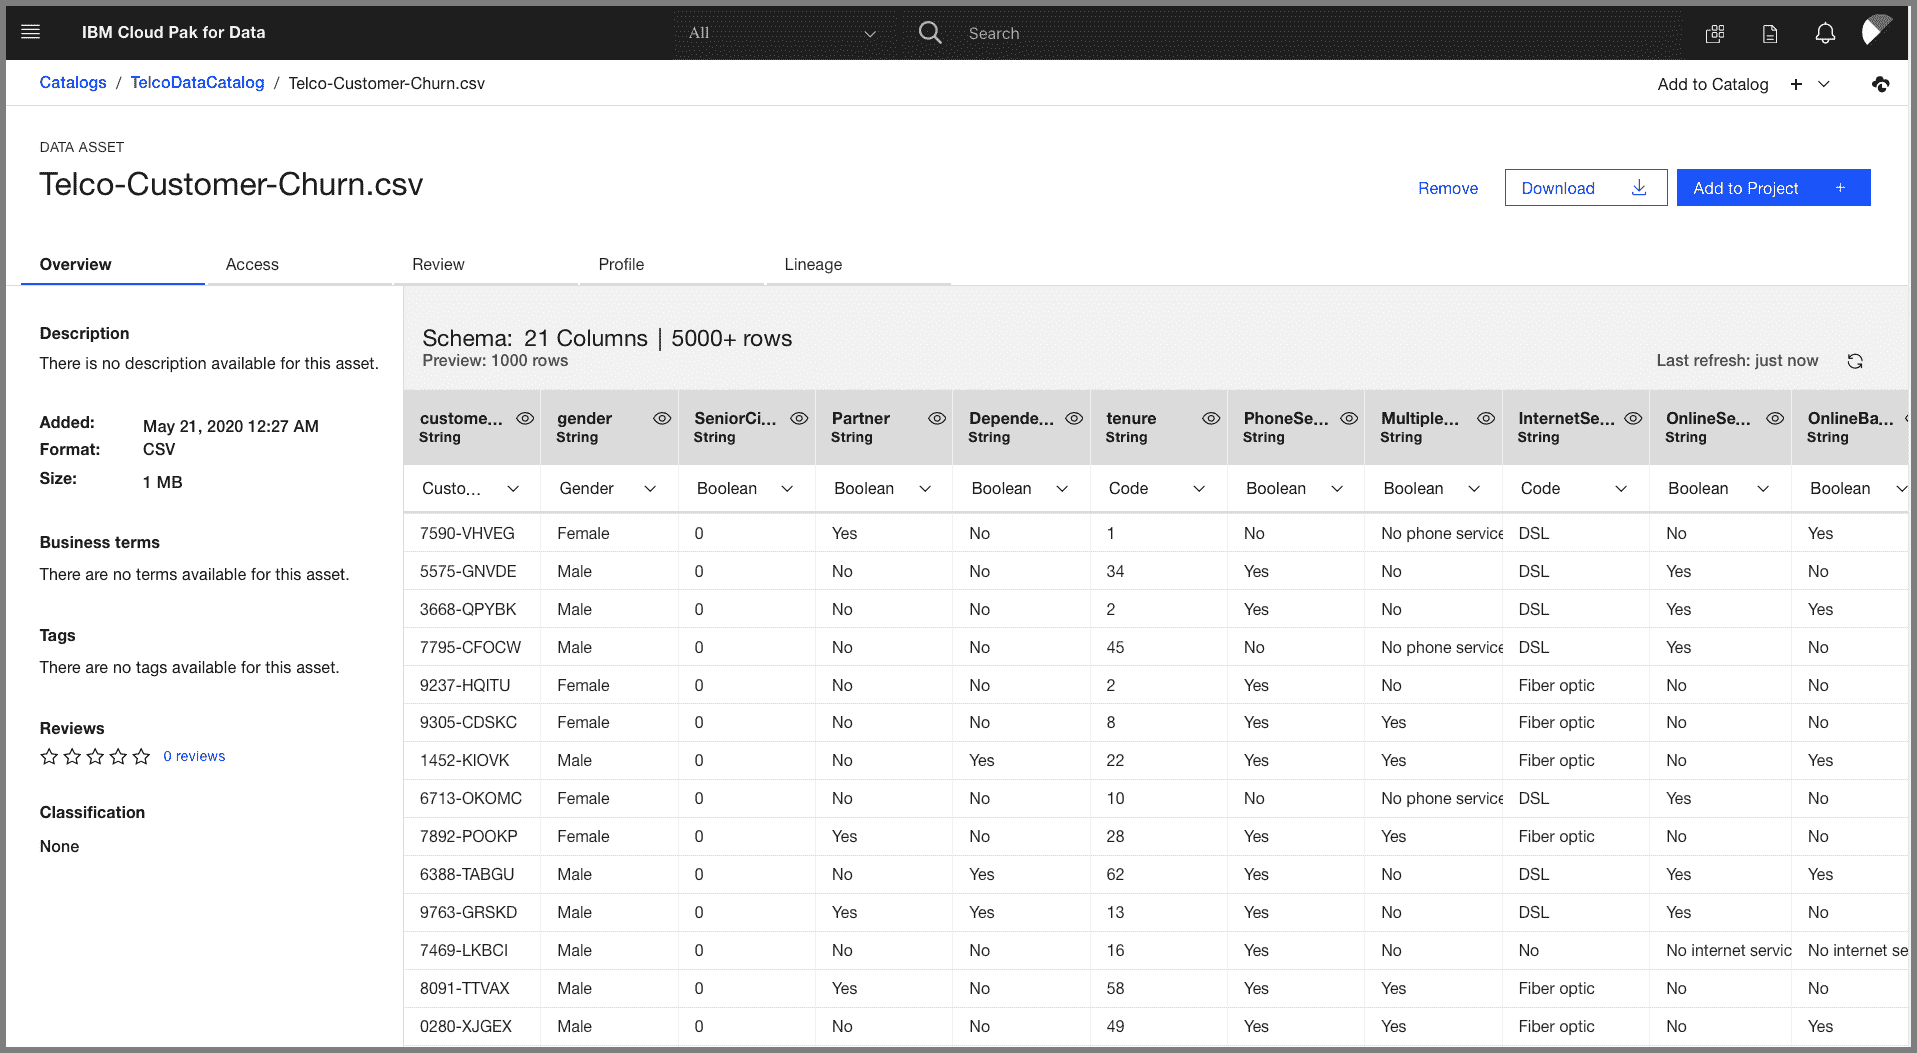 IBM Cloud Pak for Data
All
Search
Catalogs / TelcoDataCatalog / Telco-Customer-Churn.csv
Add to Catalog +
DATA ASSET
Telco-Customer-Churn.csv
Remove
Download
Add to Project +
Overview Access Review Profile Lineage
Description
There is no description available for this asset.
Added: May 21, 2020 12:27 AM
Format: CSV
Size: 1 MB
Business terms
There are no terms available for this asset.
Tags
There are no tags available for this asset.
Reviews
0 reviews
Classification
None
Schema: 21 Columns | 5000+ rows
Preview: 1000 rows
Last refresh: just now
custome... gender SeniorCi... Partner Depende... tenure PhoneSe... Multiple... InternetSe... OnlineSe... OnlineBa...
String String String String String String String String String String String
Custo... Gender Boolean Boolean Boolean Code Boolean Boolean Code Boolean Boolean
7590-VHVEG Female 0 Yes No 1 No No phone service DSL No Yes
5575-GNVDE Male 0 No No 34 Yes No DSL Yes No
3668-QPYBK Male 0 No No 2 Yes No DSL Yes Yes
7795-CFOCW Male 0 No No 45 No No phone service DSL Yes No
9237-HQITU Female 0 No No 2 Yes No Fiber optic No No
9305-CDSKC Female 0 No No 8 Yes Yes Fiber optic No No
1452-KIOVK Male 0 No Yes 22 Yes Yes Fiber optic No Yes
6713-OKOMC Female 0 No No 10 No No phone service DSL Yes No
7892-POOKP Female 0 Yes No 28 Yes Yes Fiber optic No No
6388-TABGU Male 0 No Yes 62 Yes No DSL Yes Yes
9763-GRSKD Male 0 Yes Yes 13 Yes No DSL Yes No
7469-LKBCI Male 0 No No 16 Yes No No No internet servic No internet se
8091-TTVAX Male 0 Yes No 58 Yes Yes Fiber optic No No
0280-XJGEX Male 0 No No 49 Yes Yes Fiber optic No Yes